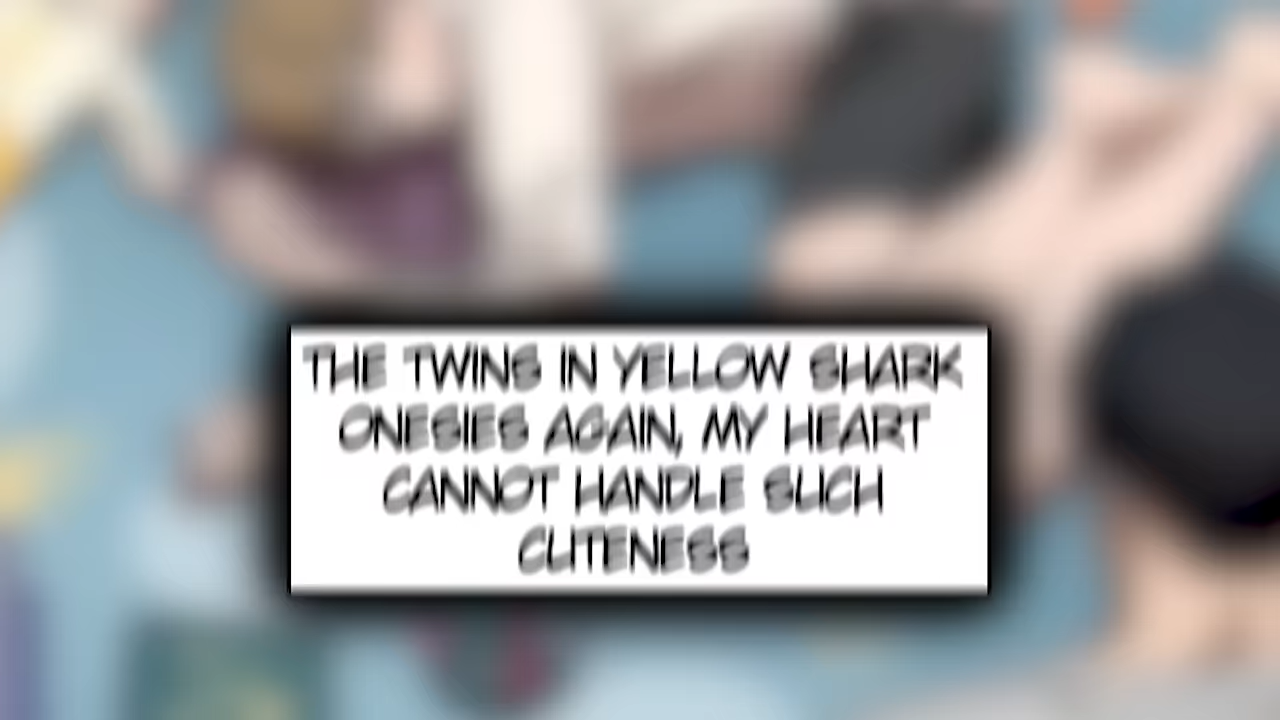 THE TWINS IN YELLOW SHARK
ONESIES AGAIN, MY HEART
CANNOT HANDLE SUCH
CUTENESS